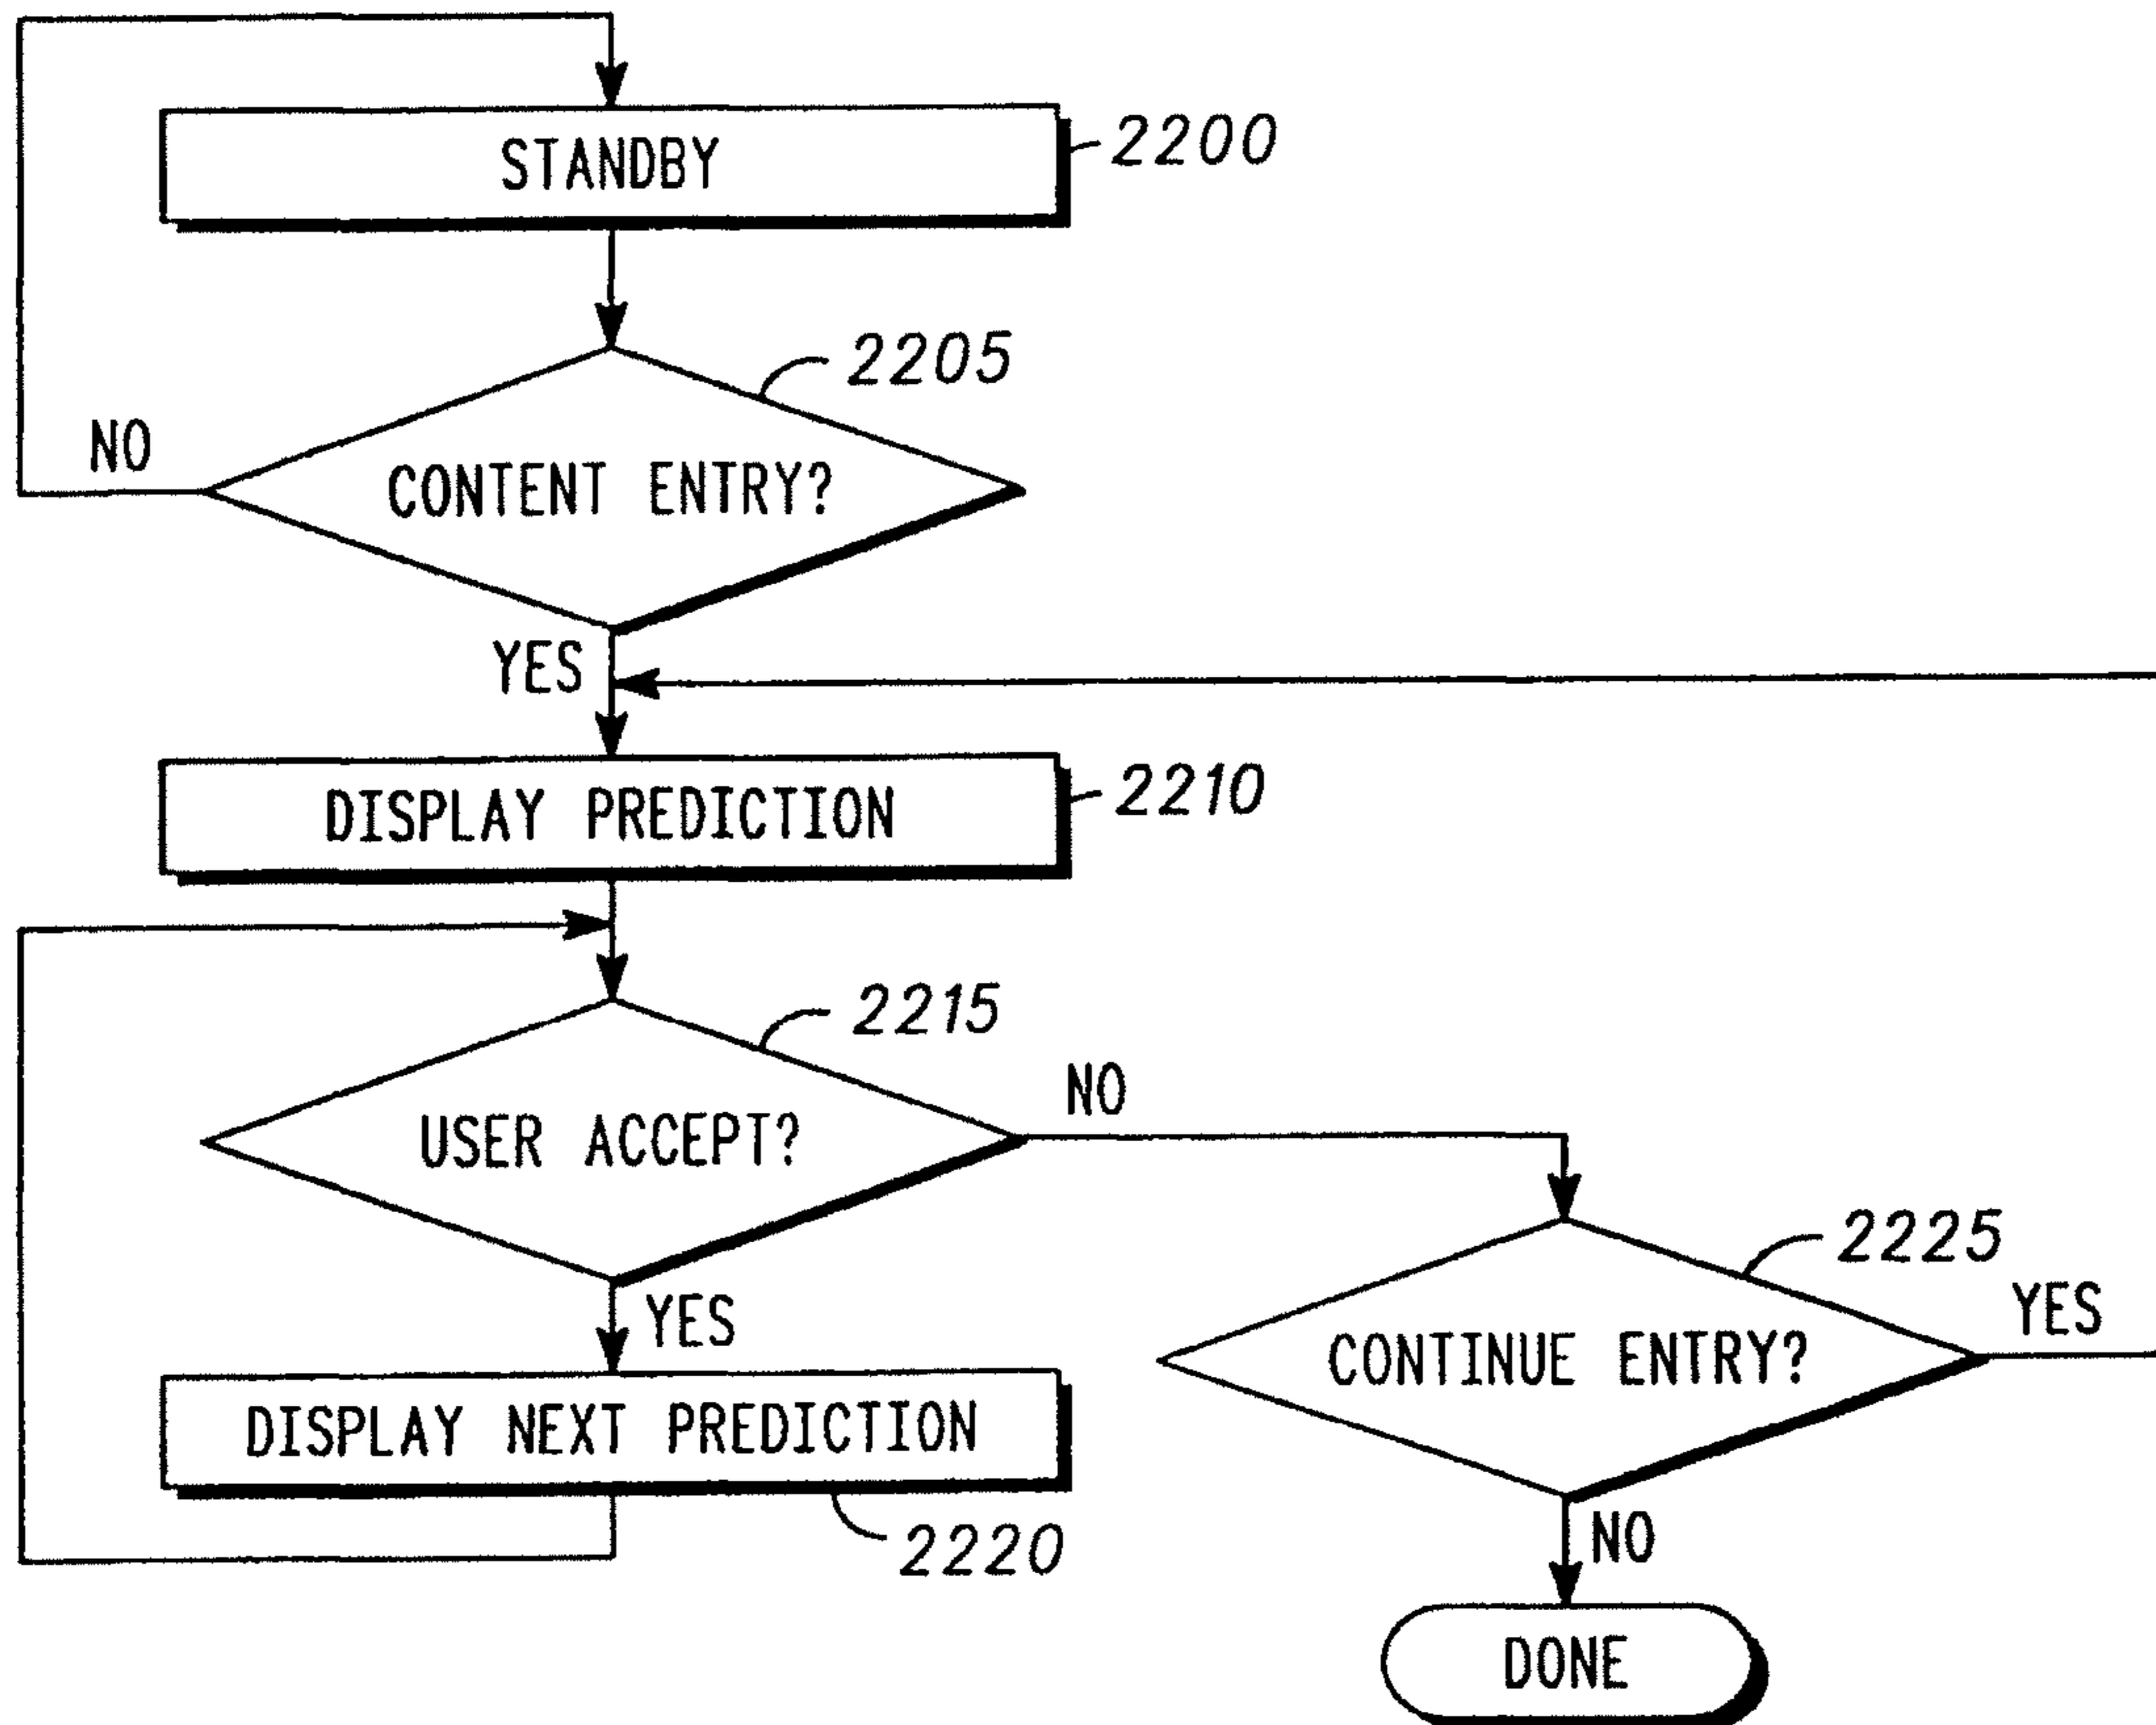 STANDBY
2200
2205
NO
CONTENT ENTRY?
YES
DISPLAY PREDICTION
2210
2215
NO
USER ACCEPT?
YES
DISPLAY NEXT PREDICTION
2220
2225
YES
CONTINUE ENTRY?
NO
DONE